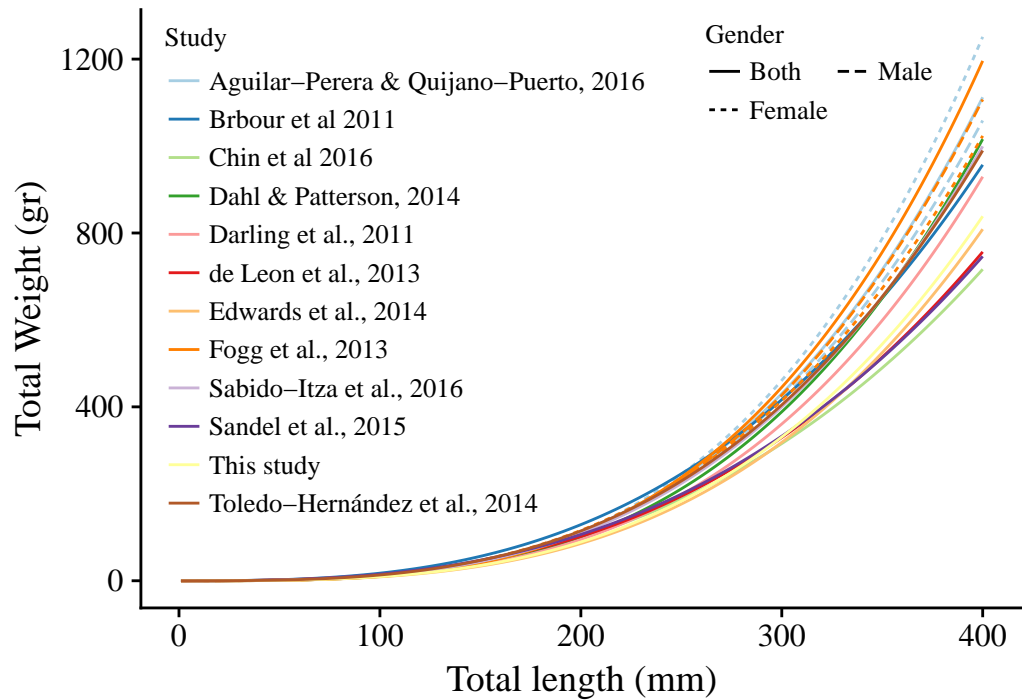 Study
Aguilar−Perera & Quijano−Puerto, 2016
Brbour et al 2011
Chin et al 2016
Dahl & Patterson, 2014
Darling et al., 2011
de Leon et al., 2013
Edwards et al., 2014
Fogg et al., 2013
Sabido−Itza et al., 2016
Sandel et al., 2015
This study
Toledo−Hernández et al., 2014
Gender
Both
Male
Female
Total Weight (gr)
1200
800
400
0
0 100 200 300 400
Total length (mm)